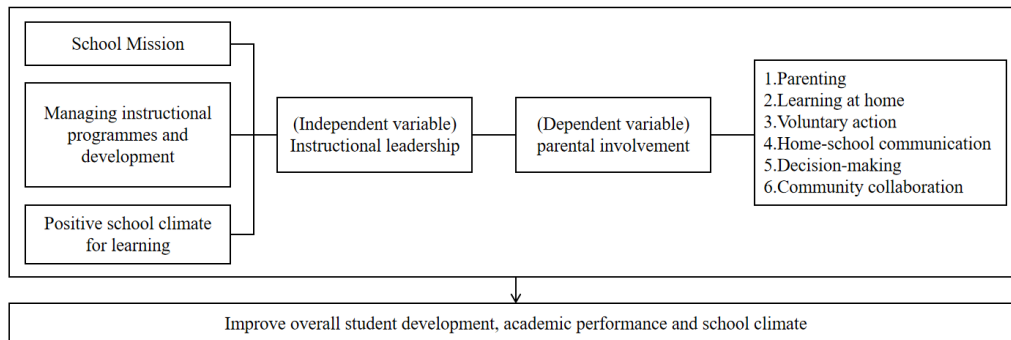 School Mission
Managing instructional
programmes and
development
Positive school climate
for learning
(Independent variable)
Instructional leadership
(Dependent variable)
parental involvement
1.Parenting
2.Learning at home
3.Voluntary action
4.Home-school communication
5.Decision-making
6.Community collaboration
Improve overall student development, academic performance and school climate